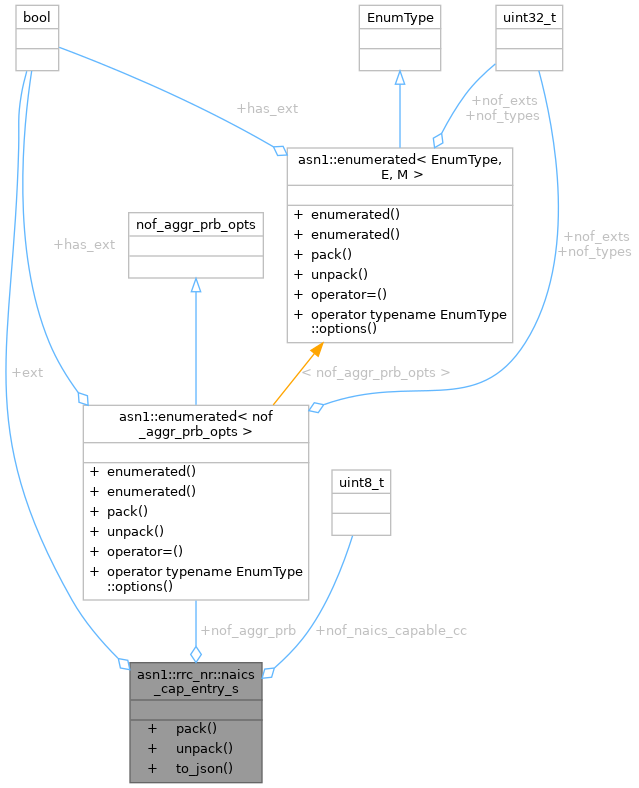 bool
EnumType
uint32_t
+has_ext
+nof_exts
+nof_types
asn1::enumerated< EnumType,
E, M >
+ enumerated()
+ enumerated()
+ pack()
+ unpack()
+ operator=()
+ operator typename EnumType
::options()
nof_aggr_prb_opts
+has_ext
+nof_exts
+nof_types
+ext
< nof_aggr_prb_opts >
asn1::enumerated< nof
_aggr_prb_opts >
+ enumerated()
+ enumerated()
+ pack()
+ unpack()
+ operator=()
+ operator typename EnumType
::options()
uint8_t
+nof_aggr_prb
+nof_naics_capable_cc
asn1::rrc_nr::naics
_cap_entry_s
+ pack()
+ unpack()
+ to_json()